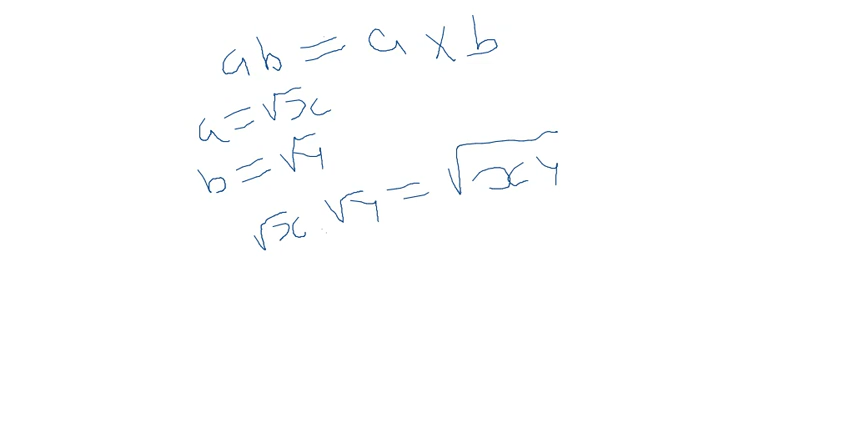 ab = a × b
a = √x
b = √y
√x √y = √xy